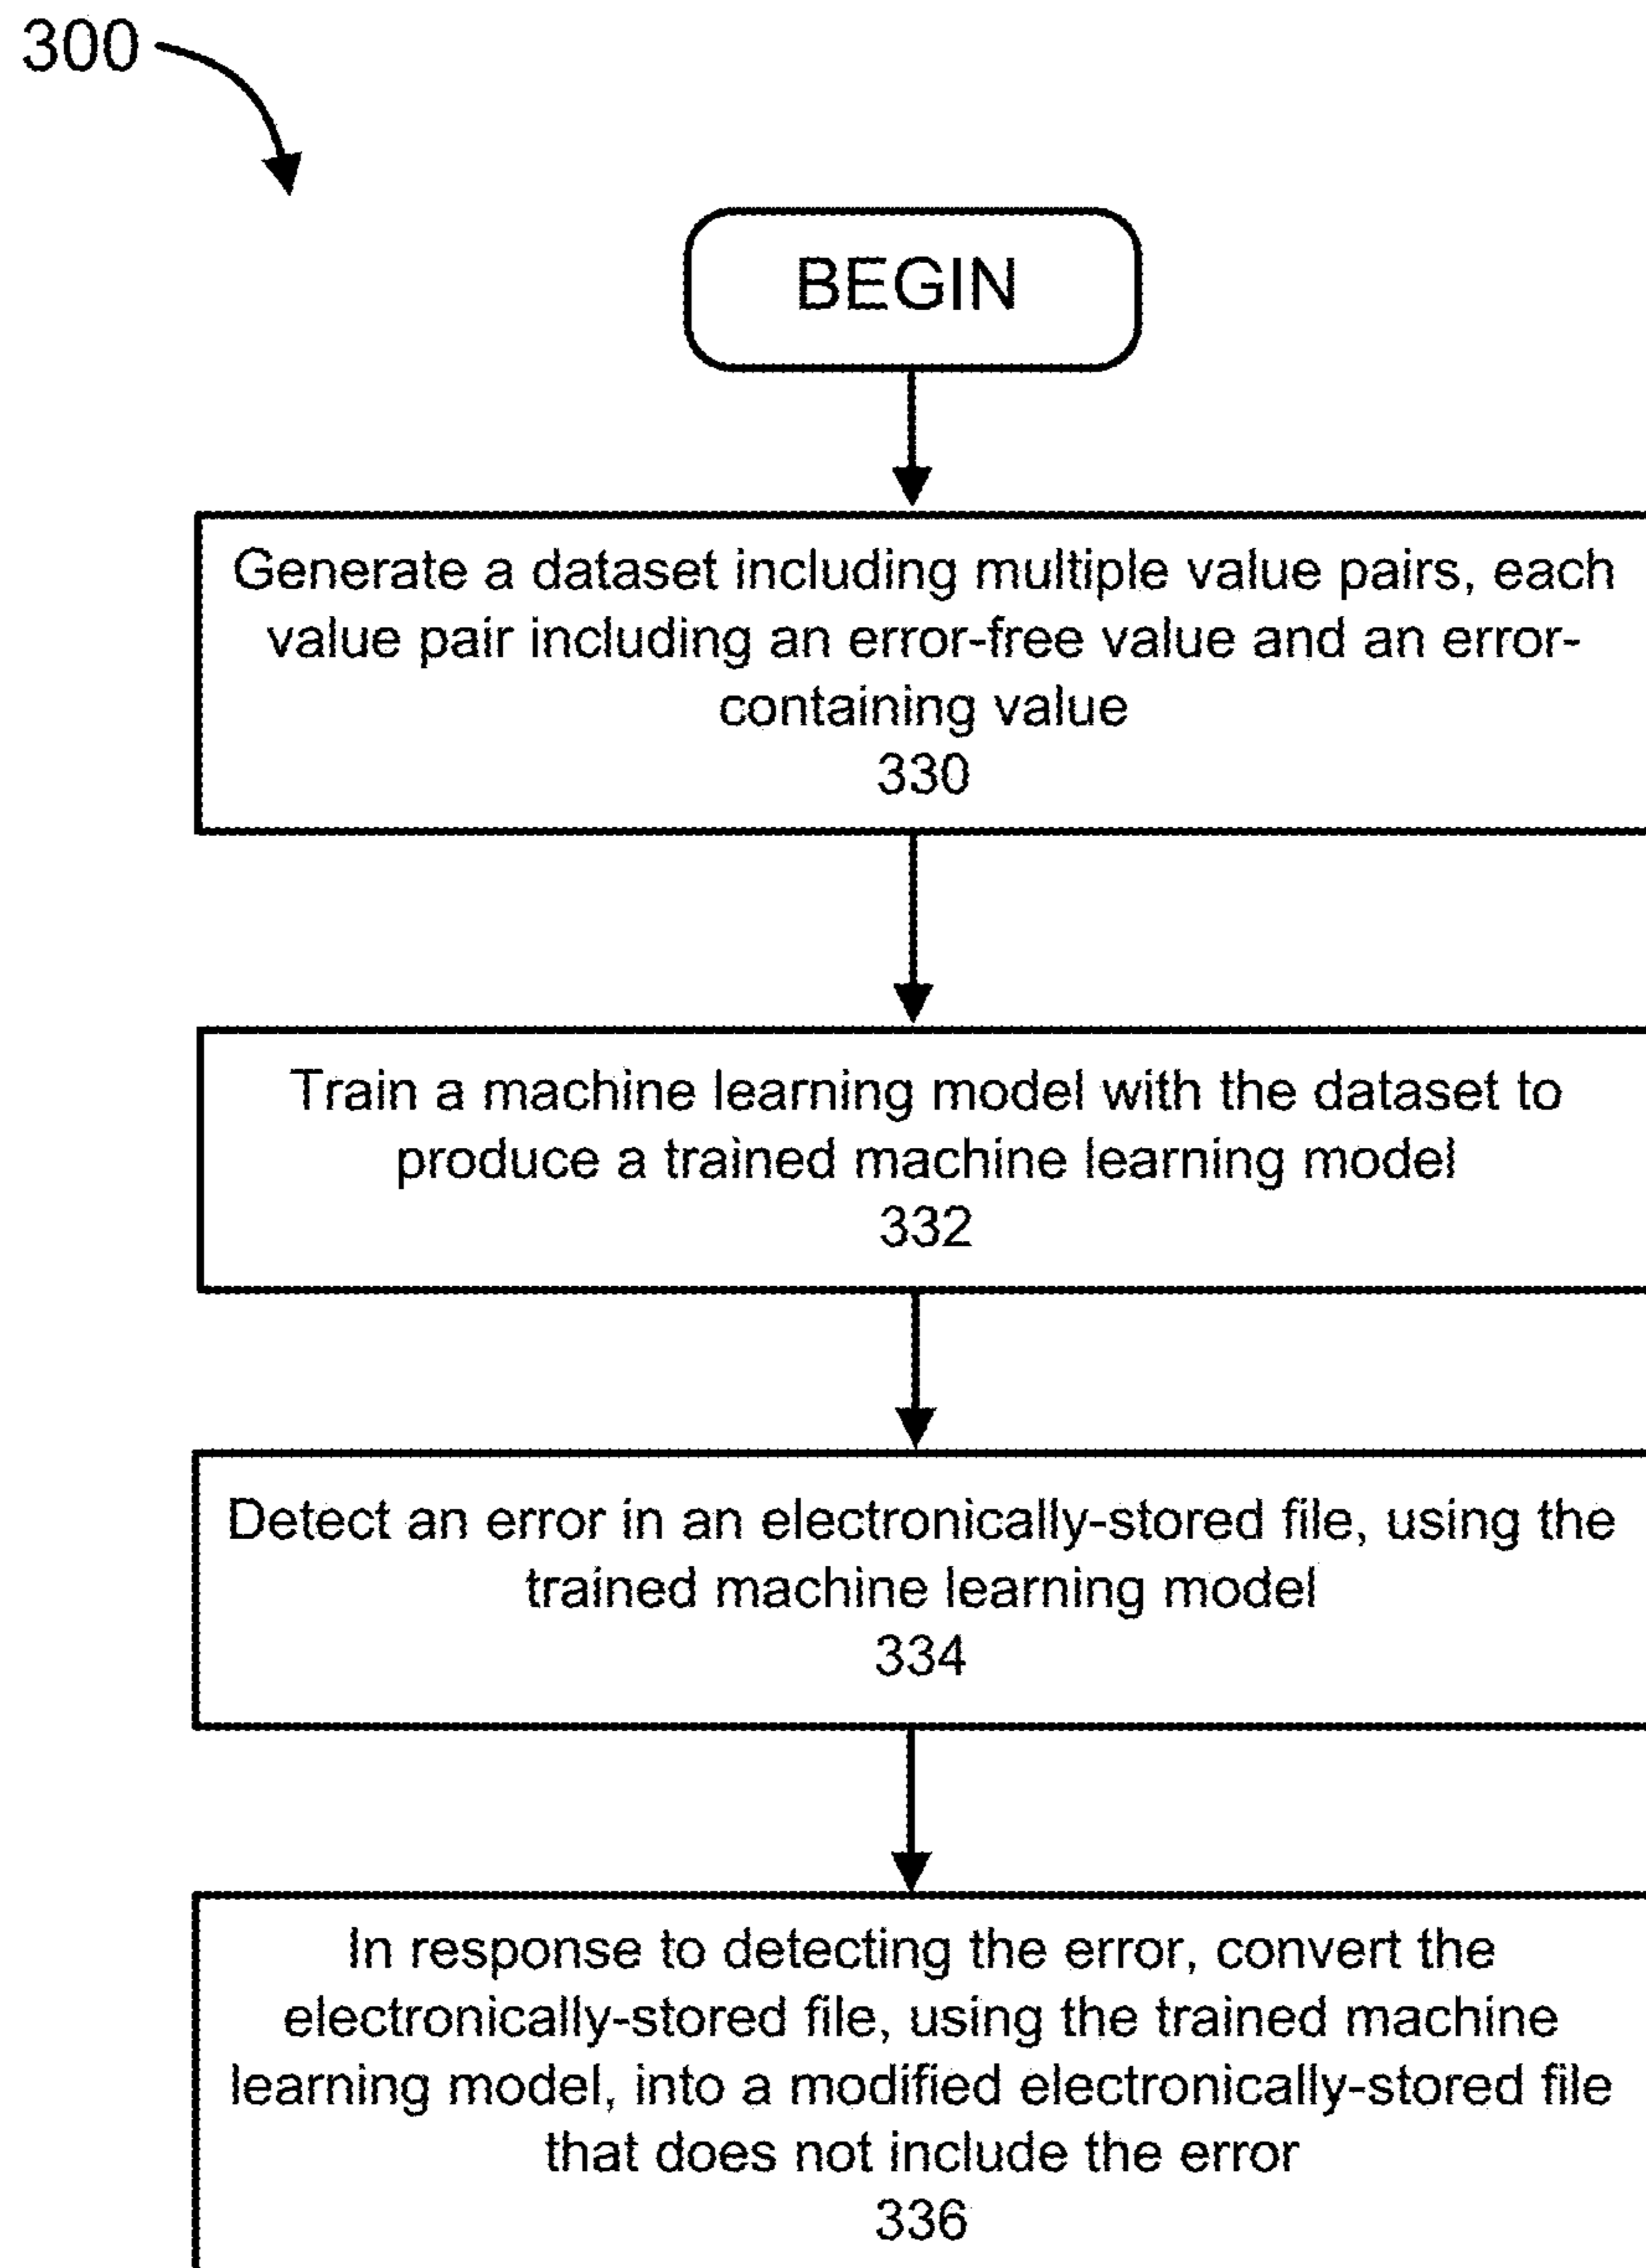 300
BEGIN
Generate a dataset including multiple value pairs, each
value pair including an error-free value and an error-
containing value
330
Train a machine learning model with the dataset to
produce a trained machine learning model
332
Detect an error in an electronically-stored file, using the
trained machine learning model
334
In response to detecting the error, convert the
electronically-stored file, using the trained machine
learning model, into a modified electronically-stored file
that does not include the error
336